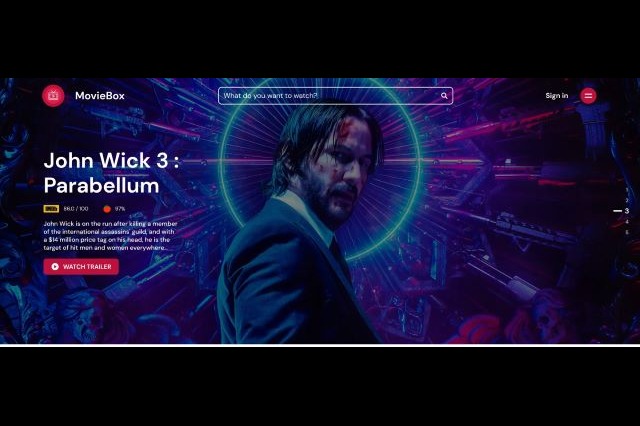 MovieBox
What do you want to watch?
Sign in
John Wick 3 :
Parabellum
IMDb 86.0 / 100 97%
John Wick is on the run after killing a member
of the international assassins' guild, and with
a $14 million price tag on his head, he is the
target of hit men and women everywhere...
WATCH TRAILER
2
3
4
5